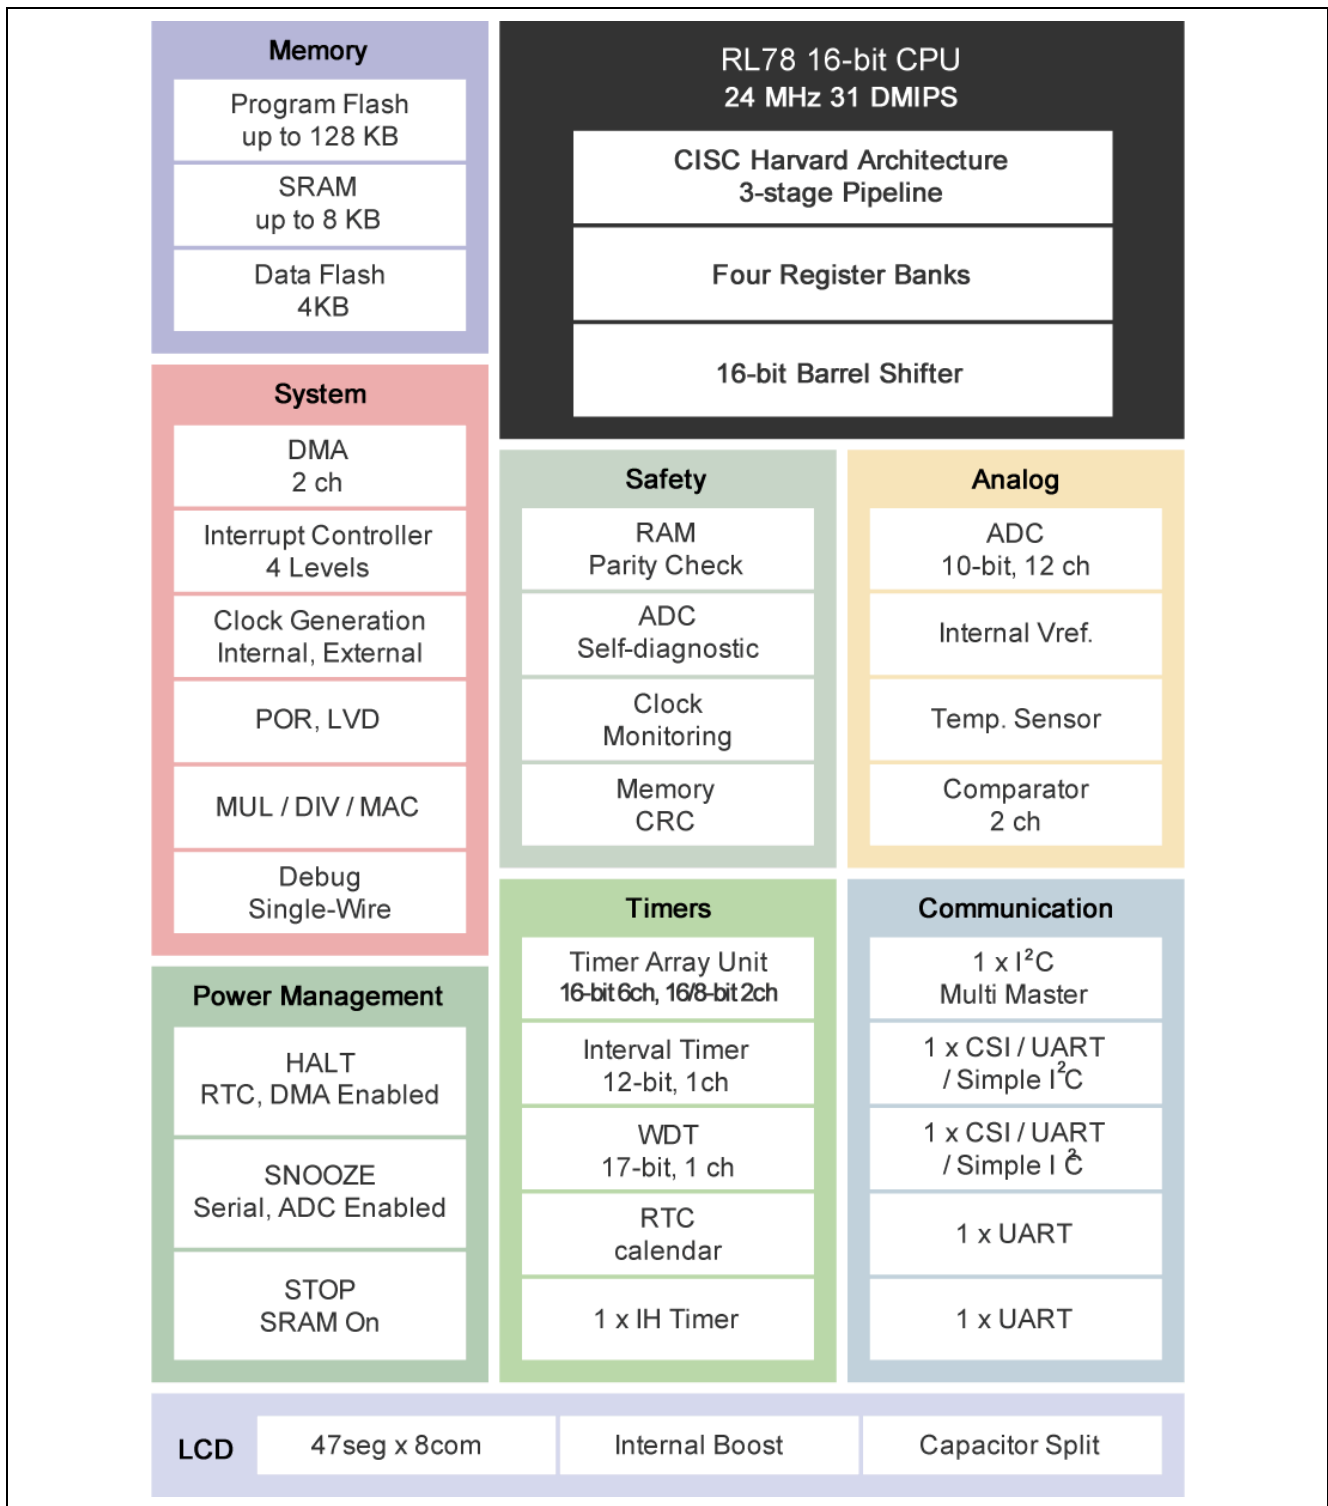 Memory
Program Flash
up to 128 KB
SRAM
up to 8 KB
Data Flash
4KB
RL78 16-bit CPU
24 MHz 31 DMIPS
CISC Harvard Architecture
3-stage Pipeline
Four Register Banks
16-bit Barrel Shifter
System
DMA
2 ch
Interrupt Controller
4 Levels
Clock Generation
Internal, External
POR, LVD
MUL / DIV / MAC
Debug
Single-Wire
Safety
RAM
Parity Check
ADC
Self-diagnostic
Clock
Monitoring
Memory
CRC
Analog
ADC
10-bit, 12 ch
Internal Vref.
Temp. Sensor
Comparator
2 ch
Power Management
HALT
RTC, DMA Enabled
SNOOZE
Serial, ADC Enabled
STOP
SRAM On
Timers
Timer Array Unit
16-bit 6ch, 16/8-bit 2ch
Interval Timer
12-bit, 1ch
WDT
17-bit, 1 ch
RTC
calendar
1 x IH Timer
Communication
1 x I²C
Multi Master
1 x CSI / UART
/ Simple I²C
1 x CSI / UART
/ Simple I²C
1 x UART
1 x UART
LCD
47seg x 8com
Internal Boost
Capacitor Split